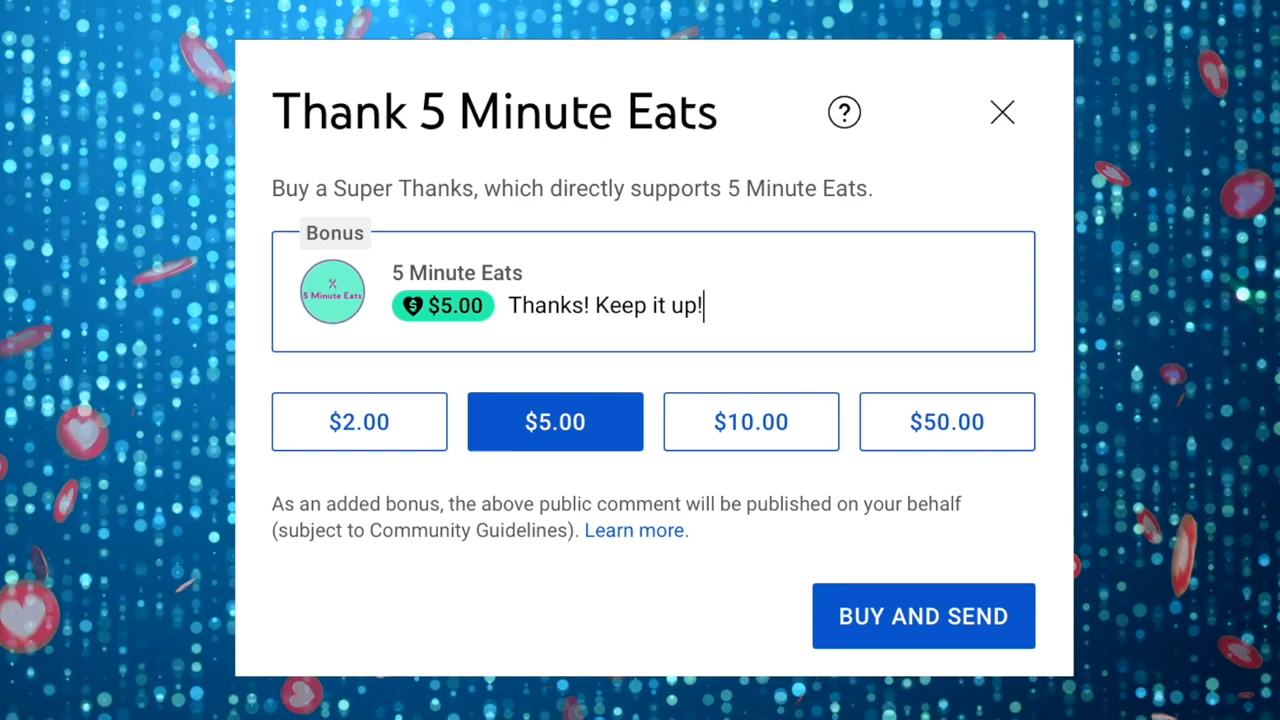 Thank 5 Minute Eats
?
Buy a Super Thanks, which directly supports 5 Minute Eats.
Bonus
5 Minute Eats
5 Minute Eats
$ $5.00 Thanks! Keep it up!
$2.00 $5.00 $10.00 $50.00
As an added bonus, the above public comment will be published on your behalf
(subject to Community Guidelines). Learn more.
BUY AND SEND